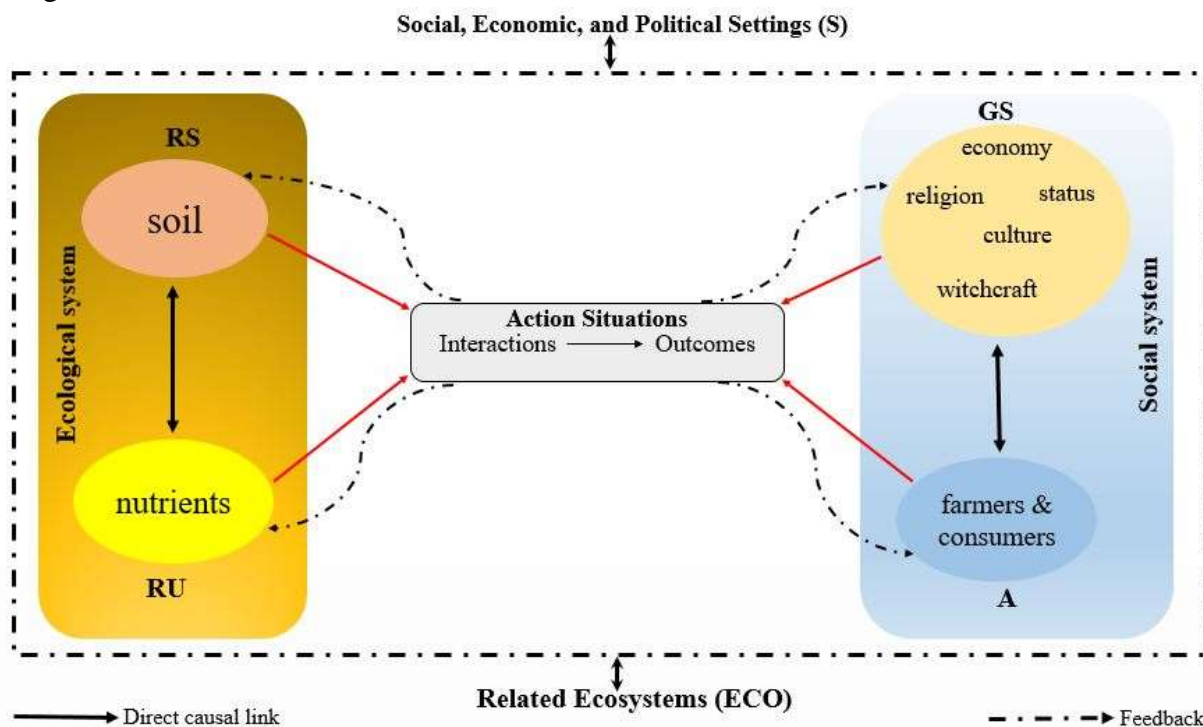 Social, Economic, and Political Settings (S)
RS
soil
Ecological system
nutrients
RU
Action Situations
Interactions Outcomes
GS
economy
religion status
culture
witchcraft
Social system
farmers &
consumers
A
Related Ecosystems (ECO)
Direct causal link
Feedback